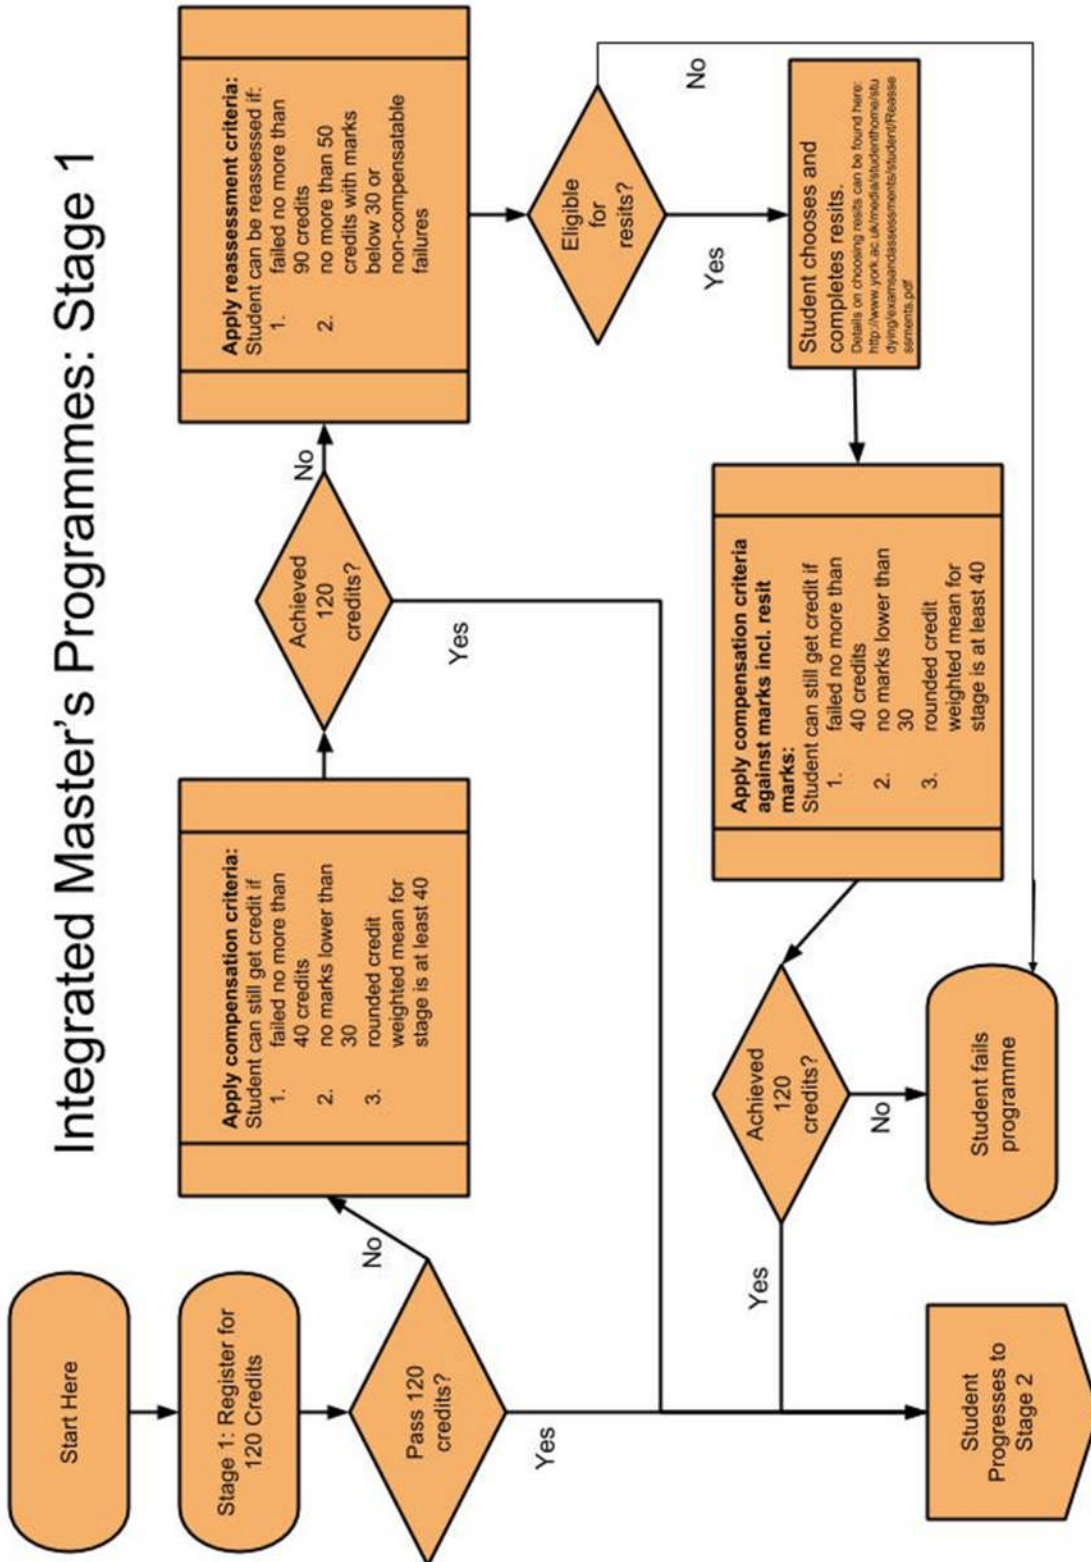 Integrated Master's Programmes: Stage 1
Start Here
Stage 1: Register for
120 Credits
Pass 120
credits?
No
Yes
Apply compensation criteria:
Student can still get credit if
1. failed no more than
40 credits
2. no marks lower than
30
3. rounded credit
weighted mean for
stage is at least 40
Achieved
120
credits?
No
Yes
Apply reassessment criteria:
Student can be reassessed if:
1. failed no more than
90 credits
2. no more than 50
credits with marks
below 30 or
non-compensatable
failures
Eligible
for
resits?
No
Yes
Student chooses and
completes resits.
Details on choosing resits can be found here:
http://www.york.ac.uk/media/studenthome/stu
dying/examsandassessments/student/Reasse
ssments.pdf
Apply compensation criteria
against marks incl. resit
marks:
Student can still get credit if
1. failed no more than
40 credits
2. no marks lower than
30
3. rounded credit
weighted mean for
stage is at least 40
Achieved
120
credits?
Yes
No
Student fails
programme
Student
Progresses to
Stage 2